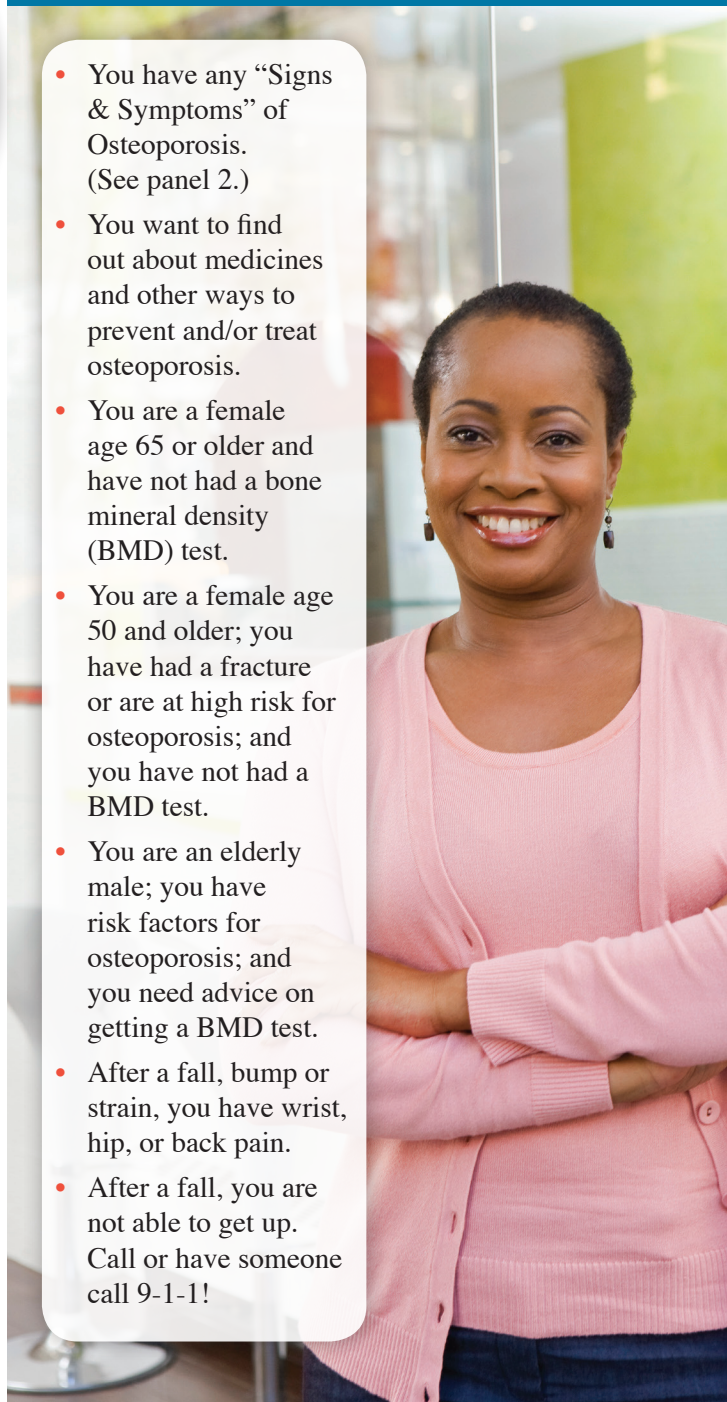 • You have any “Signs
& Symptoms” of
Osteoporosis.
(See panel 2.)
• You want to find
out about medicines
and other ways to
prevent and/or treat
osteoporosis.
• You are a female
age 65 or older and
have not had a bone
mineral density
(BMD) test.
• You are a female age
50 and older; you
have had a fracture
or are at high risk for
osteoporosis; and
you have not had a
BMD test.
• You are an elderly
male; you have
risk factors for
osteoporosis; and
you need advice on
getting a BMD test.
• After a fall, bump or
strain, you have wrist,
hip, or back pain.
• After a fall, you are
not able to get up.
Call or have someone
call 9-1-1!